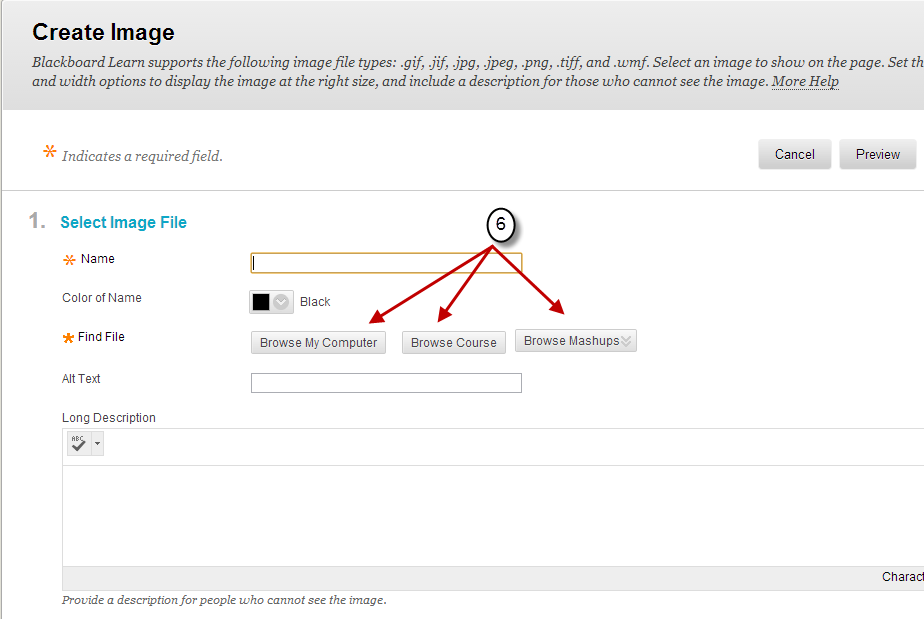 Create Image
Blackboard Learn supports the following image file types: .gif, .jif, .jpg, .jpeg, .png, .tiff, and .wmf. Select an image to show on the page. Set th
and width options to display the image at the right size, and include a description for those who cannot see the image. More Help
* Indicates a required field.
Cancel Preview
1. Select Image File
6
* Name
Color of Name Black
* Find File Browse My Computer Browse Course Browse Mashups
Alt Text
Long Description
ABC
Charact
Provide a description for people who cannot see the image.